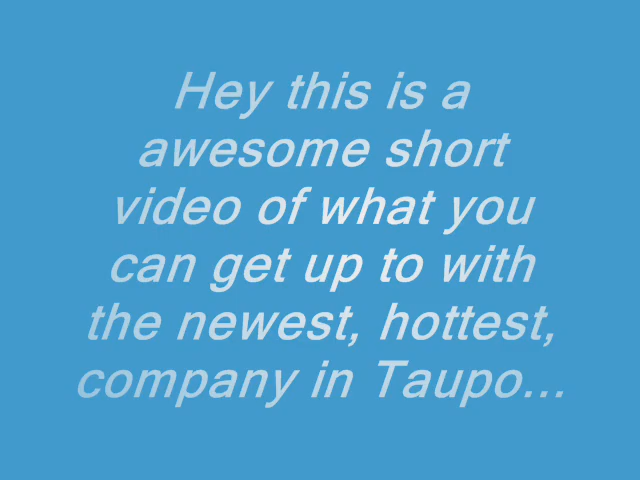 Hey this is a
awesome short
video of what you
can get up to with
the newest, hottest,
company in Taupo...